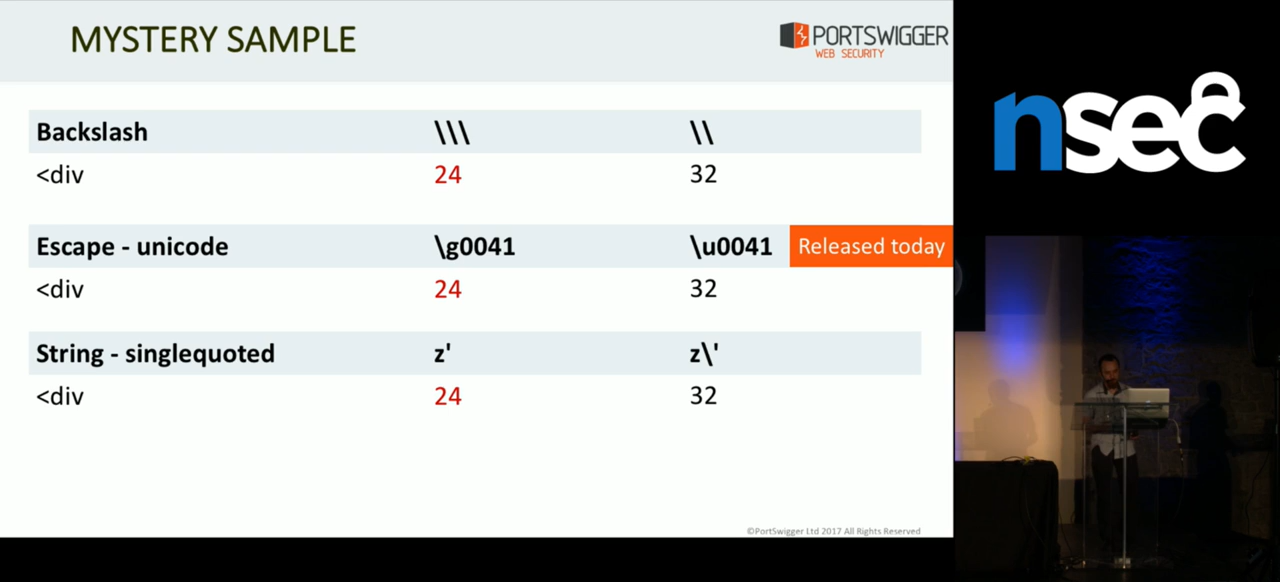 MYSTERY SAMPLE
PORTSWIGGER
WEB SECURITY
nsec
Backslash \\\ \\
<div 24 32
Escape - unicode \g0041 \u0041 Released today
<div 24 32
String - singlequoted z' z\'
<div 24 32
©PortSwigger Ltd 2017 All Rights Reserved